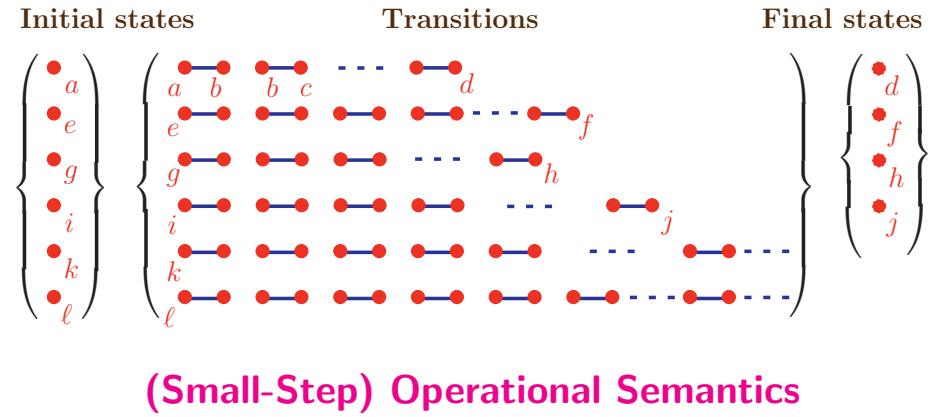 Initial states Transitions Final states
a a b b c d d
e e f f
g g h h
i i j j
k k
ℓ ℓ
(Small-Step) Operational Semantics